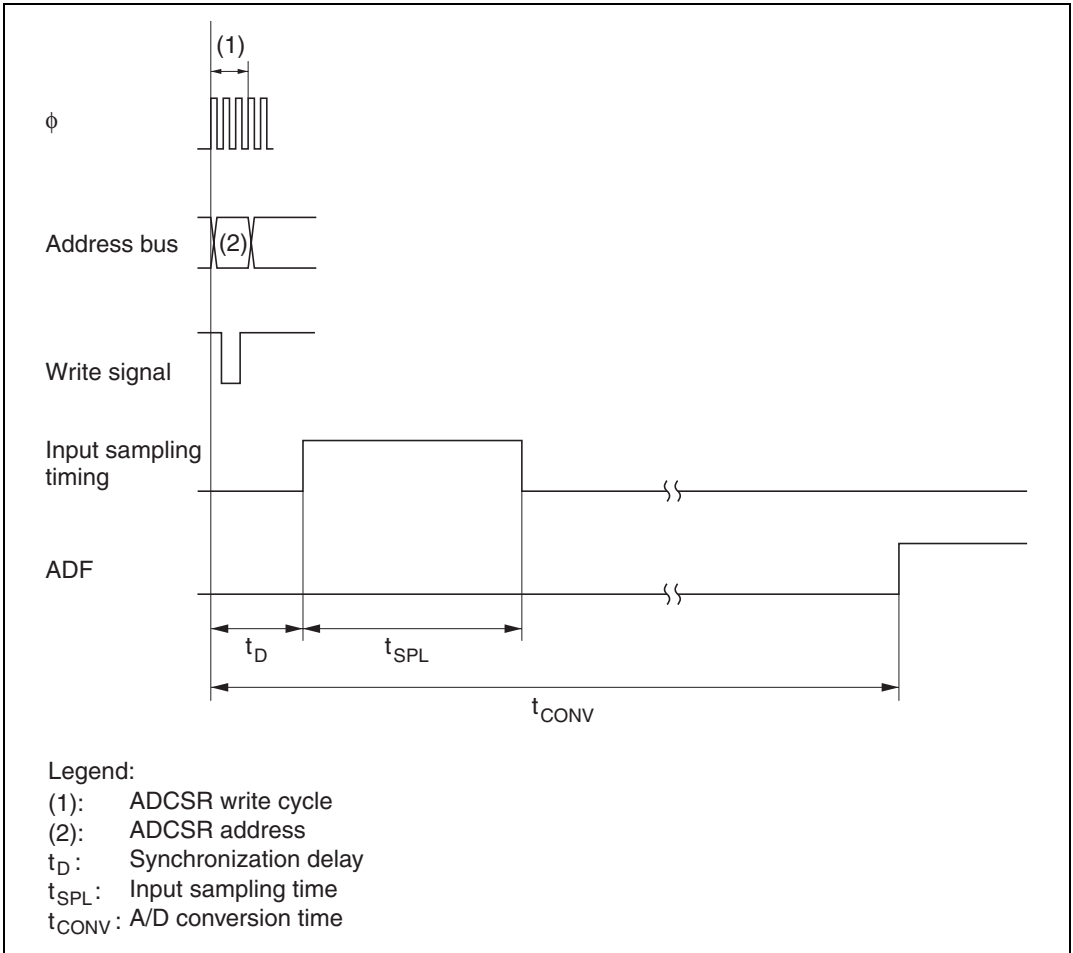 (1)
ϕ
Address bus
(2)
Write signal
Input sampling
timing
ADF
tD
tSPL
tCONV
Legend:
(1): ADCSR write cycle
(2): ADCSR address
tD : Synchronization delay
tSPL : Input sampling time
tCONV : A/D conversion time